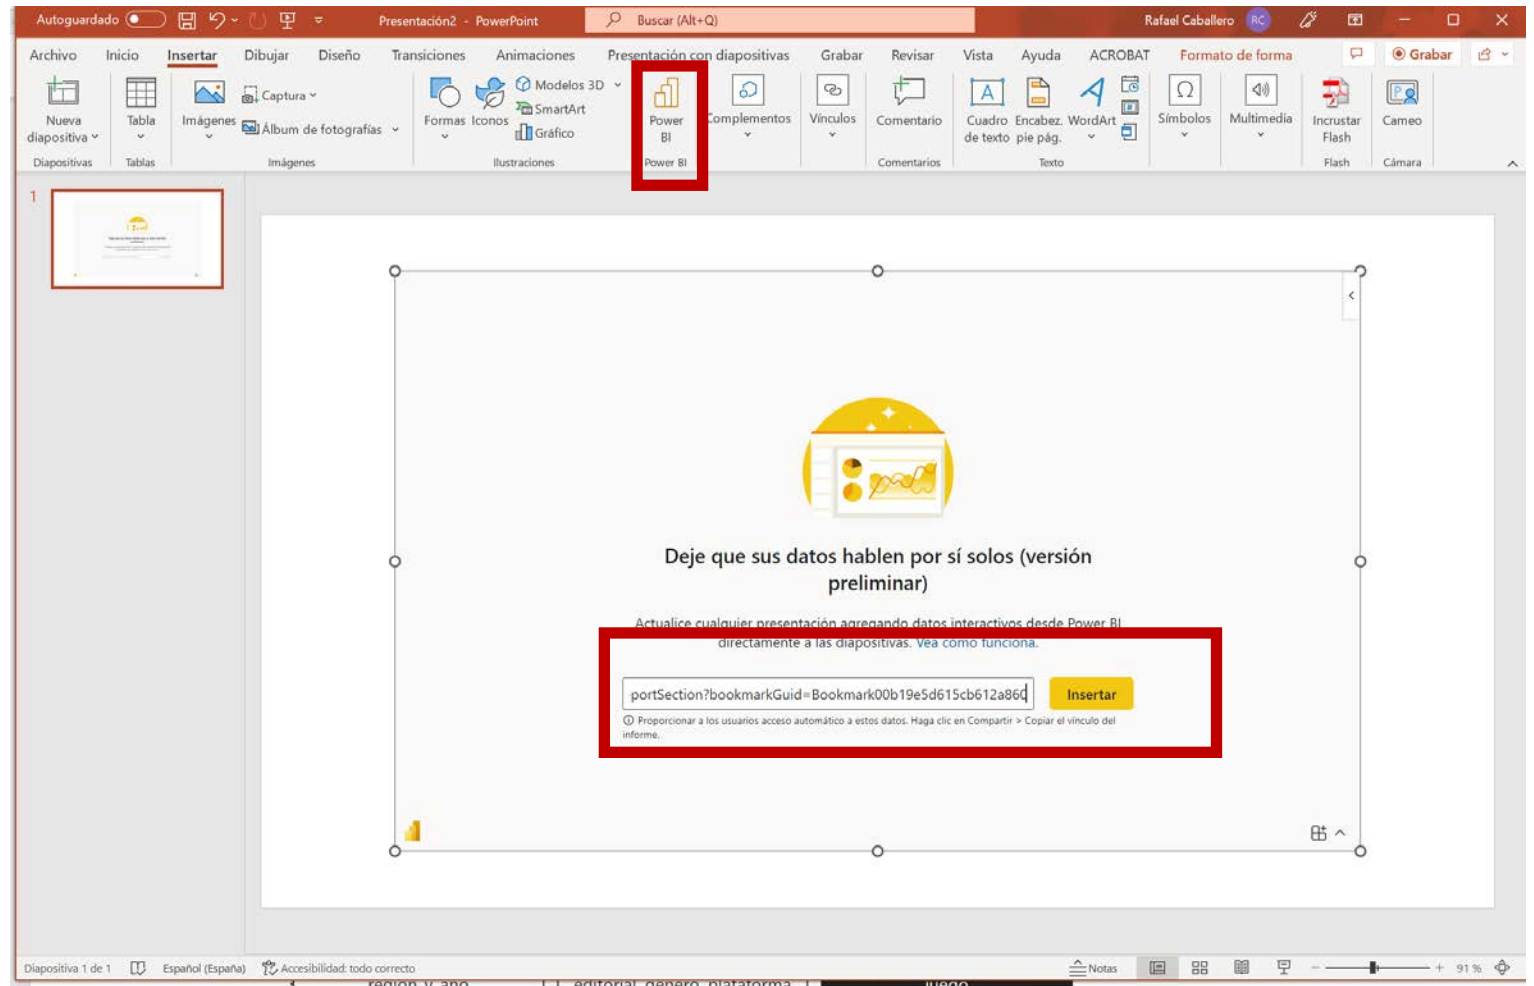 Autoguardado
Presentación2 - PowerPoint
Buscar (Alt+Q)
Rafael Caballero
RC
Archivo Inicio Insertar Dibujar Diseño Transiciones Animaciones Presentación con diapositivas Grabar Revisar Vista Ayuda ACROBAT Formato de forma Grabar
Nueva diapositiva
Tabla
Imágenes
Captura
Álbum de fotografías
Formas
Iconos
Modelos 3D
SmartArt
Gráfico
Power BI
Complementos
Vínculos
Comentario
Cuadro de texto
Encabez. pie pág.
WordArt
Símbolos
Multimedia
Incrustar Flash
Cameo
Diapositivas Tablas Imágenes Ilustraciones Power BI Comentarios Texto Flash Cámara
1
Deje que sus datos hablen por sí solos (versión
preliminar)
Actualice cualquier presentación agregando datos interactivos desde Power BI
directamente a las diapositivas. Vea cómo funciona.
portSection?bookmarkGuid=Bookmark00b19e5d615cb612a860
Insertar
Proporcionar a los usuarios acceso automático a estos datos. Haga clic en Compartir > Copiar el vínculo del
informe.
Diapositiva 1 de 1 Español (España) Accesibilidad: todo correcto Notas 91 %